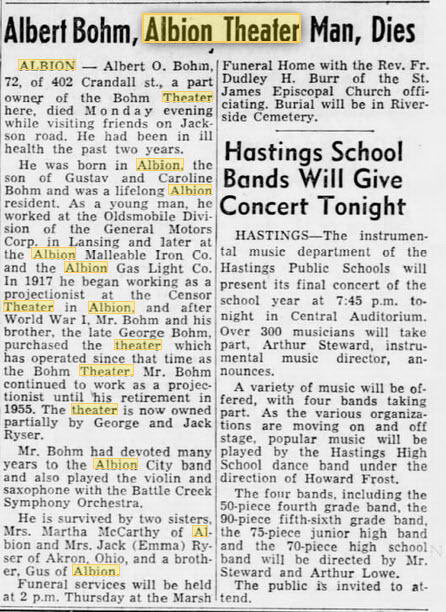 Albert Bohm, Albion Theater Man, Dies
ALBION — Albert O. Bohm,
72, of 402 Crandall st., a part
owner of the Bohm Theater
here, died Monday evening
while visiting friends on Jack-
son road. He had been in ill
health the past two years.
He was born in Albion, the
son of Gustav and Caroline
Bohm and was a lifelong Albion
resident. As a young man, he
worked at the Oldsmobile Divi-
sion of the General Motors
Corp. in Lansing and later at
the Albion Malleable Iron Co.
and the Albion Gas Light Co.
In 1917 he began working as a
projectionist at the Censor
Theater in Albion, and after
World War I, Mr. Bohm and his
brother, the late George Bohm,
purchased the theater which
has operated since that time as
the Bohm Theater. Mr. Bohm
continued to work as a projec-
tionist until his retirement in
1955. The theater is now owned
partially by George and Jack
Ryser.
Mr. Bohm had devoted many
years to the Albion City band
and also played the violin and
saxophone with the Battle Creek
Symphony Orchestra.
He is survived by two sisters,
Mrs. Martha McCarthy of Al-
bion and Mrs. Jack (Emma) Ry-
ser of Akron, Ohio, and a broth-
er, Gus of Albion.
Funeral services will be held
at 2 p.m. Thursday at the Marsh
Funeral Home with the Rev. Fr.
Dudley H. Burr of the St.
James Episcopal Church offi-
ciating. Burial will be in River-
side Cemetery.
Hastings School
Bands Will Give
Concert Tonight
HASTINGS—The instrumen-
tal music department of the
Hastings Public Schools will
present its final concert of the
school year at 7:45 p.m. to-
night in Central Auditorium.
Over 300 musicians will take
part, Arthur Steward, instru-
mental music director, an-
nounces.
A variety of music will be of-
fered, with four bands taking
part. As the various organiza-
tions are moving on and off
stage, popular music will be
played by the Hastings High
School dance band under the
direction of Howard Frost.
The four bands, including the
50-piece fourth grade band, the
90-piece fifth-sixth grade band,
the 75-piece junior high band
and the 70-piece high school
band will be directed by Mr.
Steward and Arthur Lowe.
The public is invited to at-
tend.